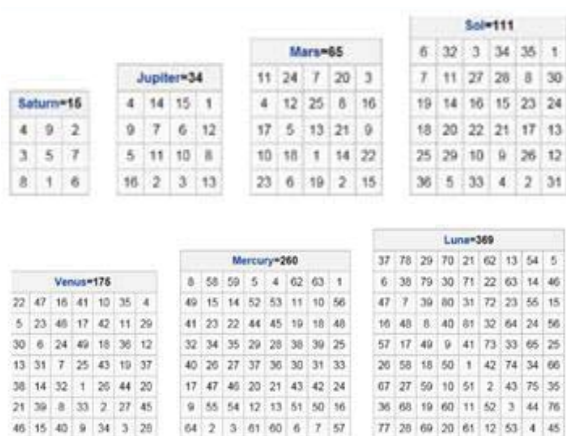 Saturn=15
4 9 2
3 5 7
8 1 6
Jupiter=34
4 14 15 1
9 7 6 12
5 11 10 8
16 2 3 13
Mars=65
11 24 7 20 3
4 12 25 8 16
17 5 13 21 9
10 18 1 14 22
23 6 19 2 15
Sol=111
6 32 3 34 35 1
7 11 27 28 8 30
19 14 16 15 23 24
18 20 22 21 17 13
25 29 10 9 26 12
36 5 33 4 2 31
Venus=175
22 47 16 41 10 35 4
5 23 48 17 42 11 29
30 6 24 49 18 36 12
13 31 7 25 43 19 37
38 14 32 1 26 44 20
21 39 8 33 2 27 45
46 15 40 9 34 3 28
Mercury=260
8 58 59 5 4 62 63 1
49 15 14 52 53 11 10 56
41 23 22 44 45 19 18 48
32 34 35 29 28 38 39 25
40 26 27 37 36 30 31 33
17 47 46 20 21 43 42 24
9 55 54 12 13 51 50 16
64 2 3 61 60 6 7 57
Luna=369
37 78 29 70 21 62 13 54 5
6 38 79 30 71 22 63 14 46
47 7 39 80 31 72 23 55 15
16 48 8 40 81 32 64 24 56
57 17 49 9 41 73 33 65 25
26 58 18 50 1 42 74 34 66
67 27 59 10 51 2 43 75 35
36 68 19 60 11 52 3 44 76
77 28 69 20 61 12 53 4 45